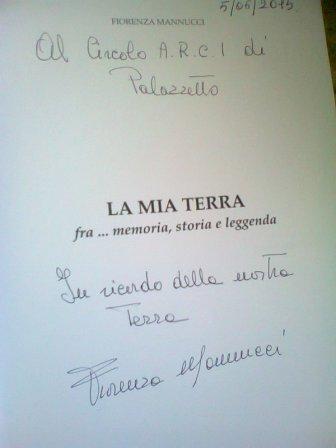 5/06/2015
FIORENZA MANNUCCI
Al Circolo A.R.C.I di
Palazzetto
LA MIA TERRA
fra ... memoria, storia e leggenda
In ricordo della nostra
Terra
Fiorenza Mannucci